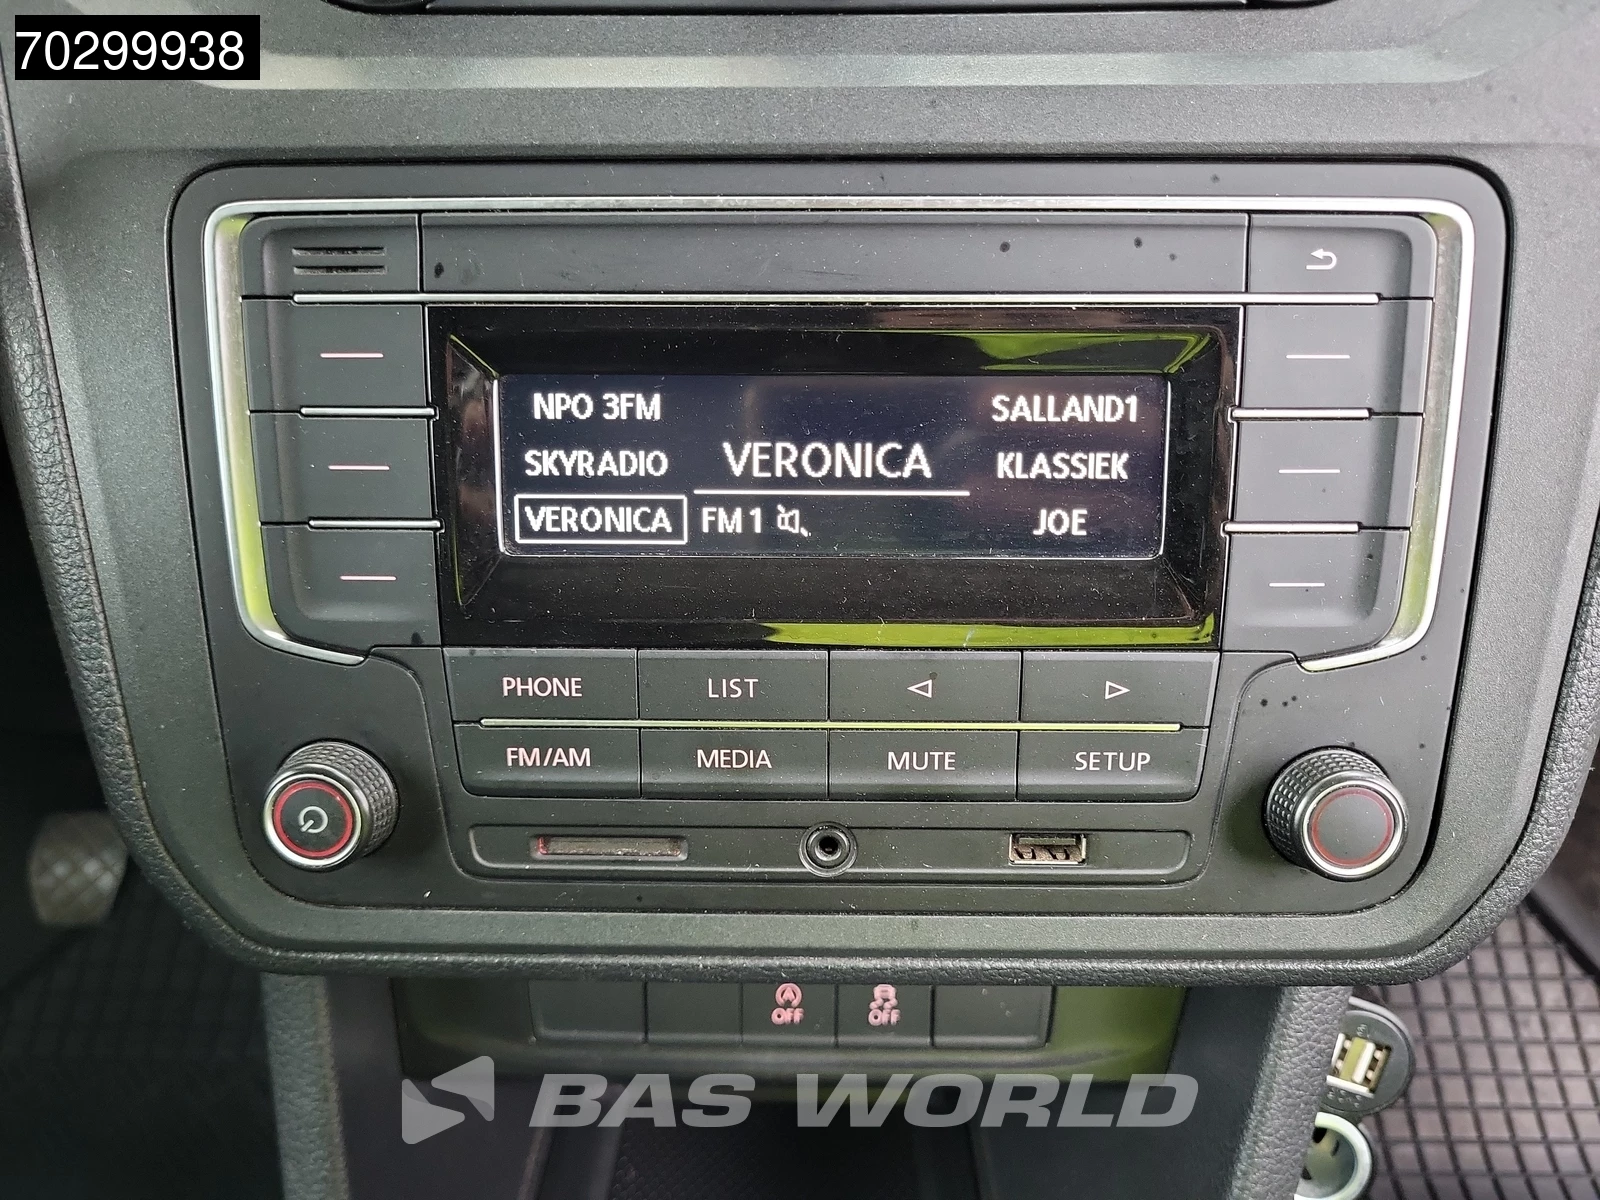 70299938
NPO 3FM SALLAND1
SKYRADIO VERONICA KLASSIEK
VERONICA FM 1 JOE
PHONE LIST
FM/AM MEDIA MUTE SETUP
OFF OFF
BAS WORLD